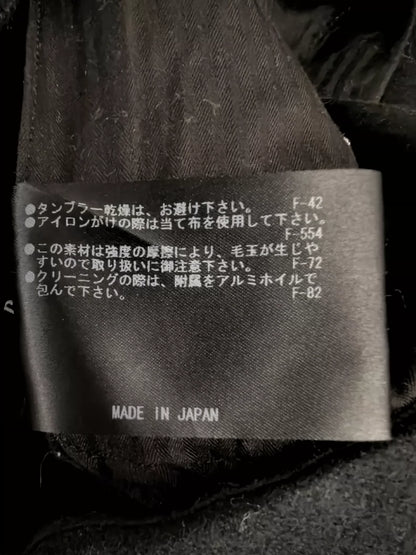 ●タンブラー乾燥は、お避け下さい。 F-42
●アイロンがけの際は当て布を使用して下さい。
F-554
●この素材は強度の摩擦により、毛玉が生じや
すいので取り扱いに御注意下さい。 F-72
●クリーニングの際は、附属をアルミホイルで
包んで下さい。 F-82
MADE IN JAPAN